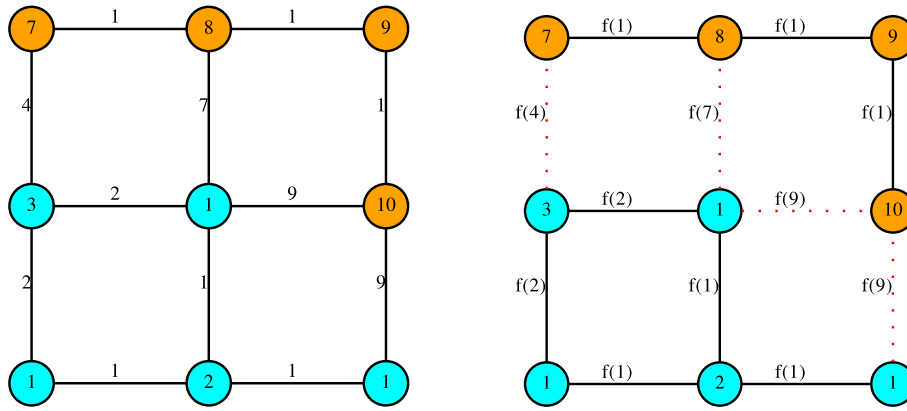 1 1
7 8 9
4 7 1
2 9
3 1 10
2 1 9
1 1
1 2 1
f(1) f(1)
7 8 9
f(4) f(7) f(1)
f(2) f(9)
3 1 10
f(2) f(1) f(9)
f(1) f(1)
1 2 1